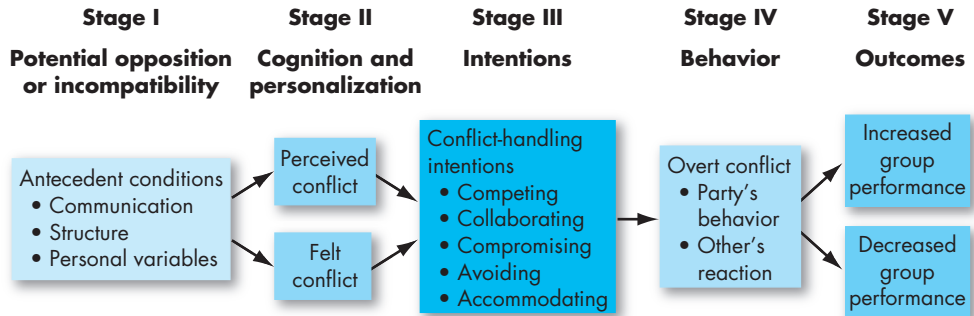 Stage I
Potential opposition
or incompatibility
Stage II
Cognition and
personalization
Stage III
Intentions
Stage IV
Behavior
Stage V
Outcomes
Antecedent conditions
• Communication
• Structure
• Personal variables
Perceived
conflict
Felt
conflict
Conflict-handling
intentions
• Competing
• Collaborating
• Compromising
• Avoiding
• Accommodating
Overt conflict
• Party’s
behavior
• Other’s
reaction
Increased
group
performance
Decreased
group
performance